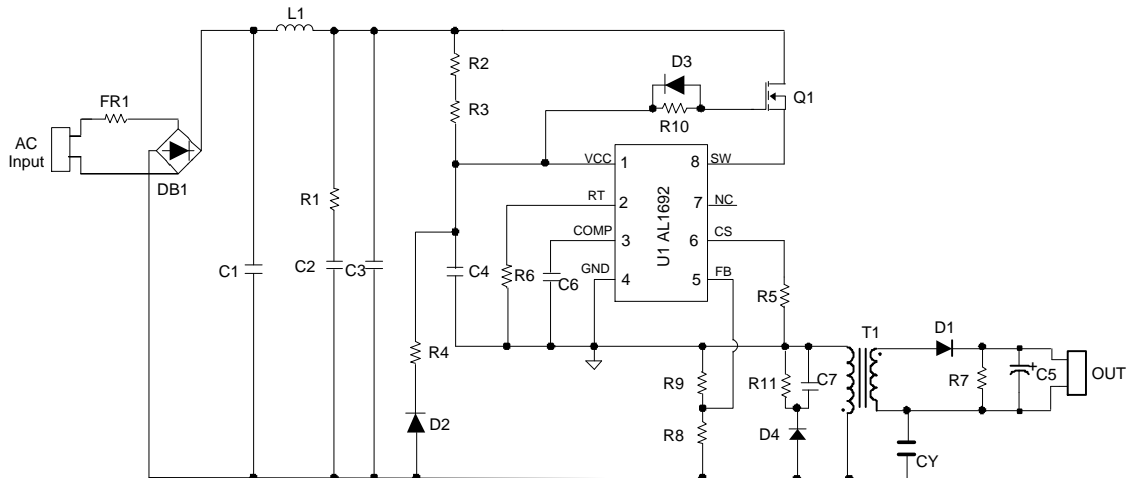 L1
R2
D3
FR1
R3
Q1
R10
AC
Input
DB1
VCC 1
8 SW
R1
RT 2
7 NC
U1 AL1692
COMP 3
6 CS
C1
C2
C3
C4
R6
C6
GND 4
5 FB
R5
R4
T1
D1
R9
R11
C7
R7
+
C5
OUT
D2
R8
D4
CY